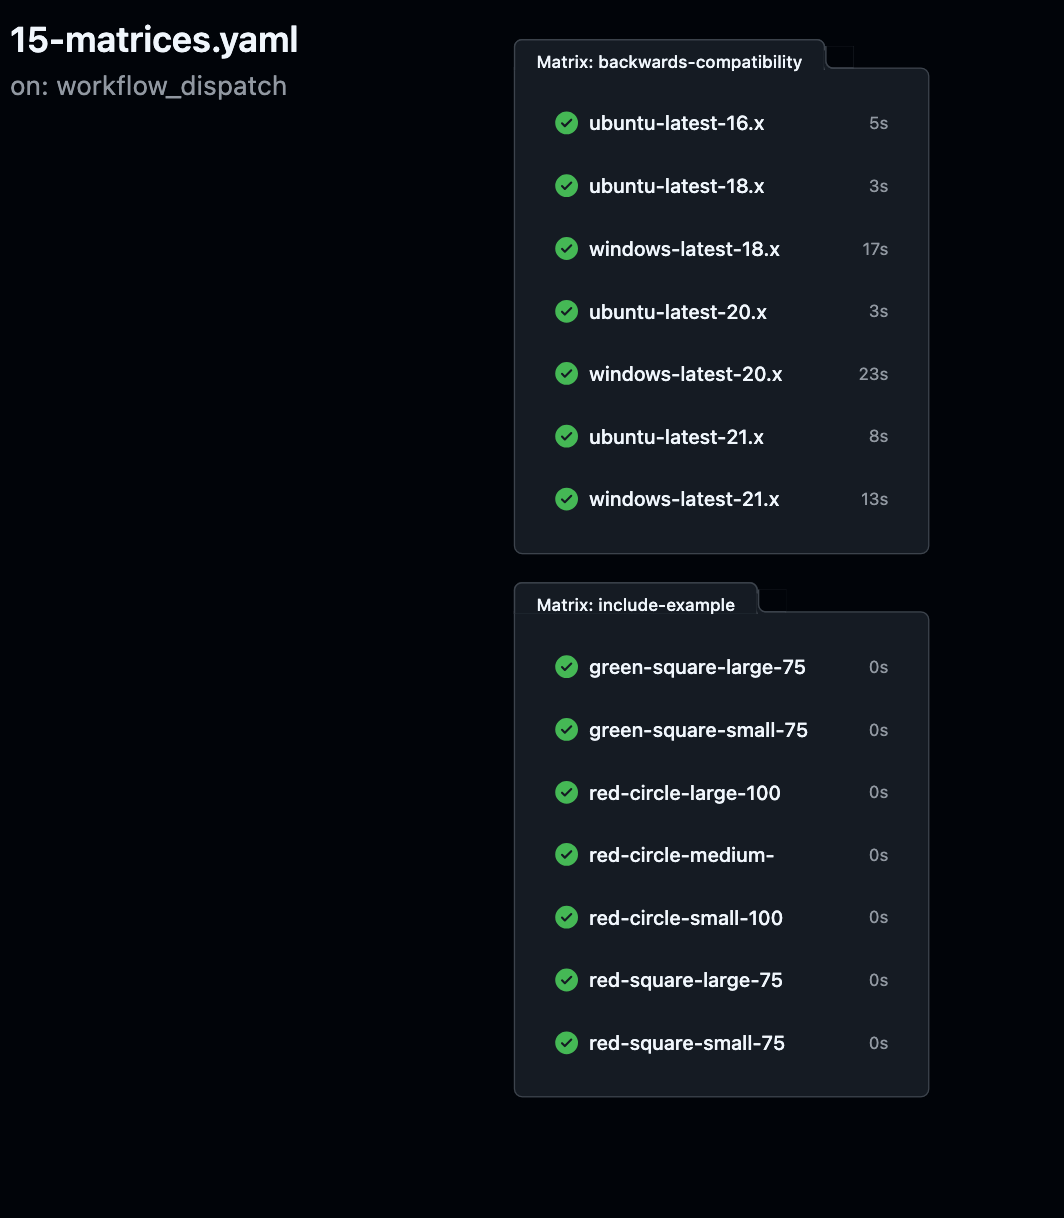 15-matrices.yaml
on: workflow_dispatch
Matrix: backwards-compatibility
ubuntu-latest-16.x 5s
ubuntu-latest-18.x 3s
windows-latest-18.x 17s
ubuntu-latest-20.x 3s
windows-latest-20.x 23s
ubuntu-latest-21.x 8s
windows-latest-21.x 13s
Matrix: include-example
green-square-large-75 0s
green-square-small-75 0s
red-circle-large-100 0s
red-circle-medium- 0s
red-circle-small-100 0s
red-square-large-75 0s
red-square-small-75 0s